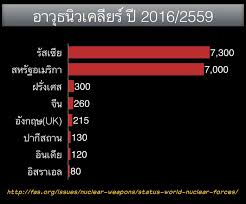 อาวุธนิวเคลียร์ ปี 2016/2559
รัสเซีย 7,300
สหรัฐอเมริกา 7,000
ฝรั่งเศส 300
จีน 260
อังกฤษ(UK) 215
ปากีสถาน 130
อินเดีย 120
อิสราเอล 80
http://fas.org/issues/nuclear-weapons/status-world-nuclear-forces/